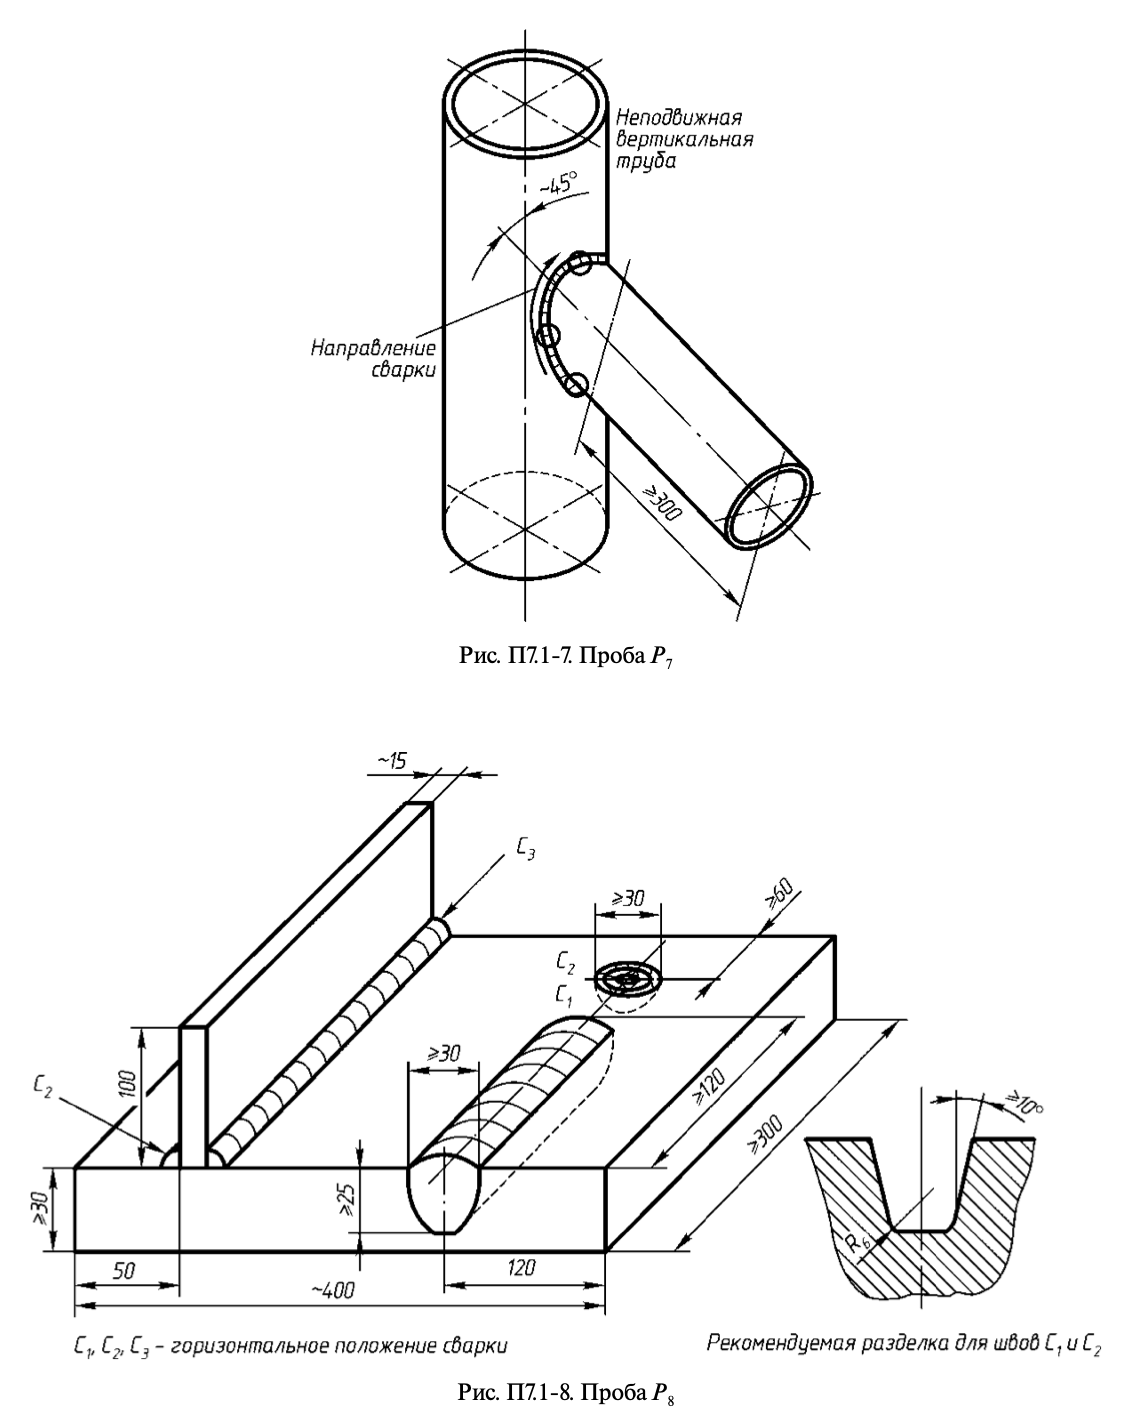 Неподвижная
вертикальная
труба
~45°
Направление
сварки
≥300
Рис. П7.1-7. Проба P₇
~15
C₃
≥30
≥60
C₂
C₁
≥30
100
C₂
≥120
≥10°
≥300
≥30
≥25
R₆
50
120
~400
C₁, C₂, C₃ – горизонтальное положение сварки
Рекомендуемая разделка для швов C₁ и C₂
Рис. П7.1-8. Проба P₈